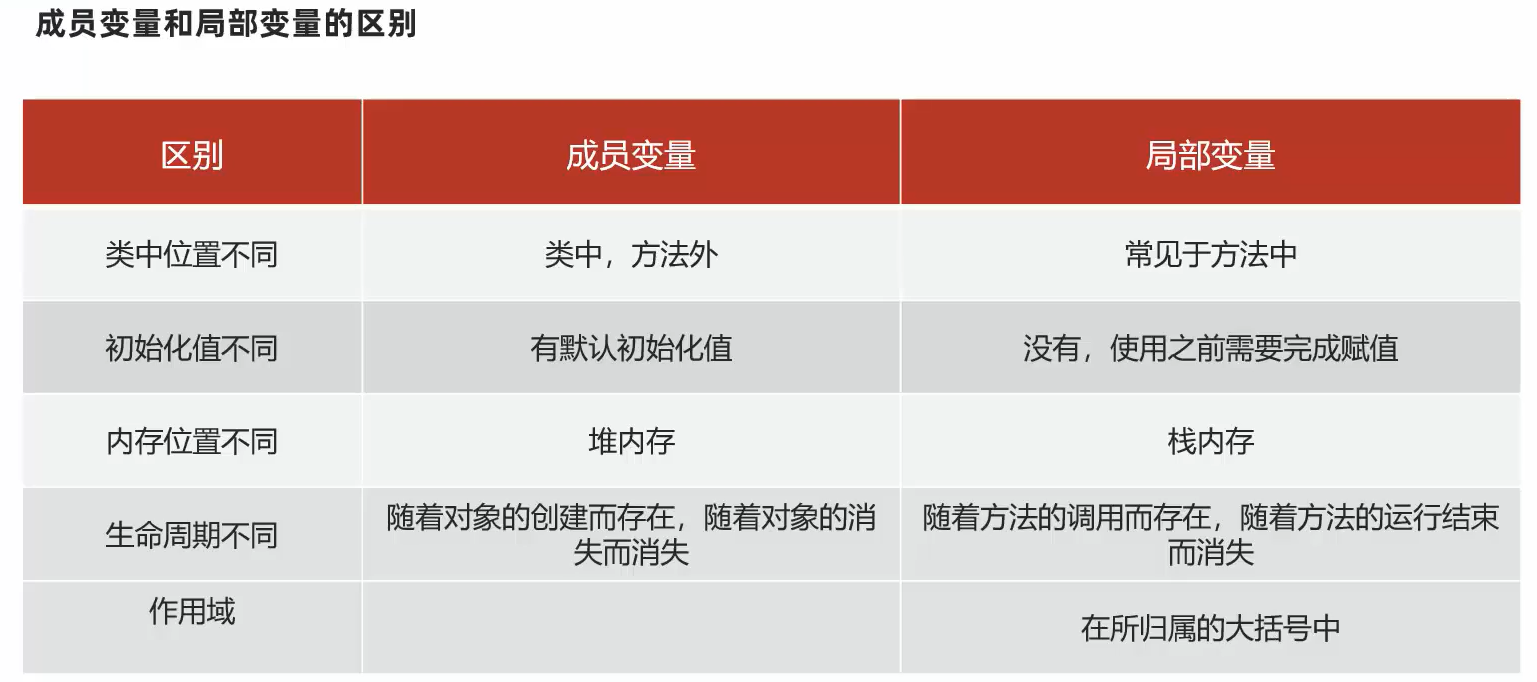 成员变量和局部变量的区别
区别 成员变量 局部变量
类中位置不同 类中，方法外 常见于方法中
初始化值不同 有默认初始化值 没有，使用之前需要完成赋值
内存位置不同 堆内存 栈内存
生命周期不同
随着对象的创建而存在，随着对象的消
失而消失
随着方法的调用而存在，随着方法的运行结束
而消失
作用域
在所归属的大括号中